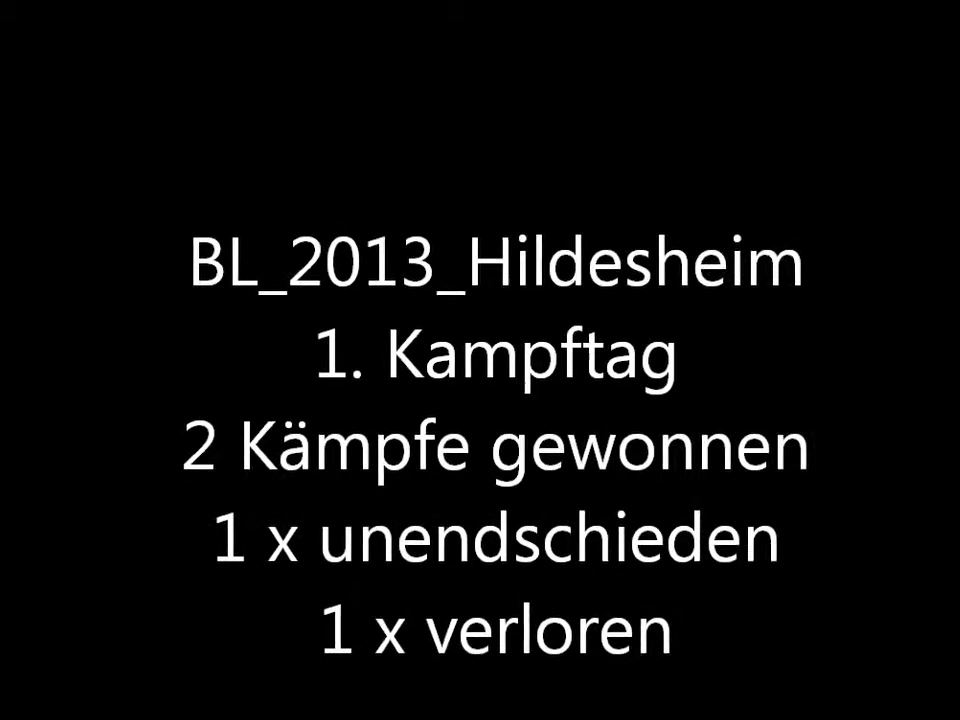 BL_2013_Hildesheim
1. Kampftag
2 Kämpfe gewonnen
1 x unendschieden
1 x verloren